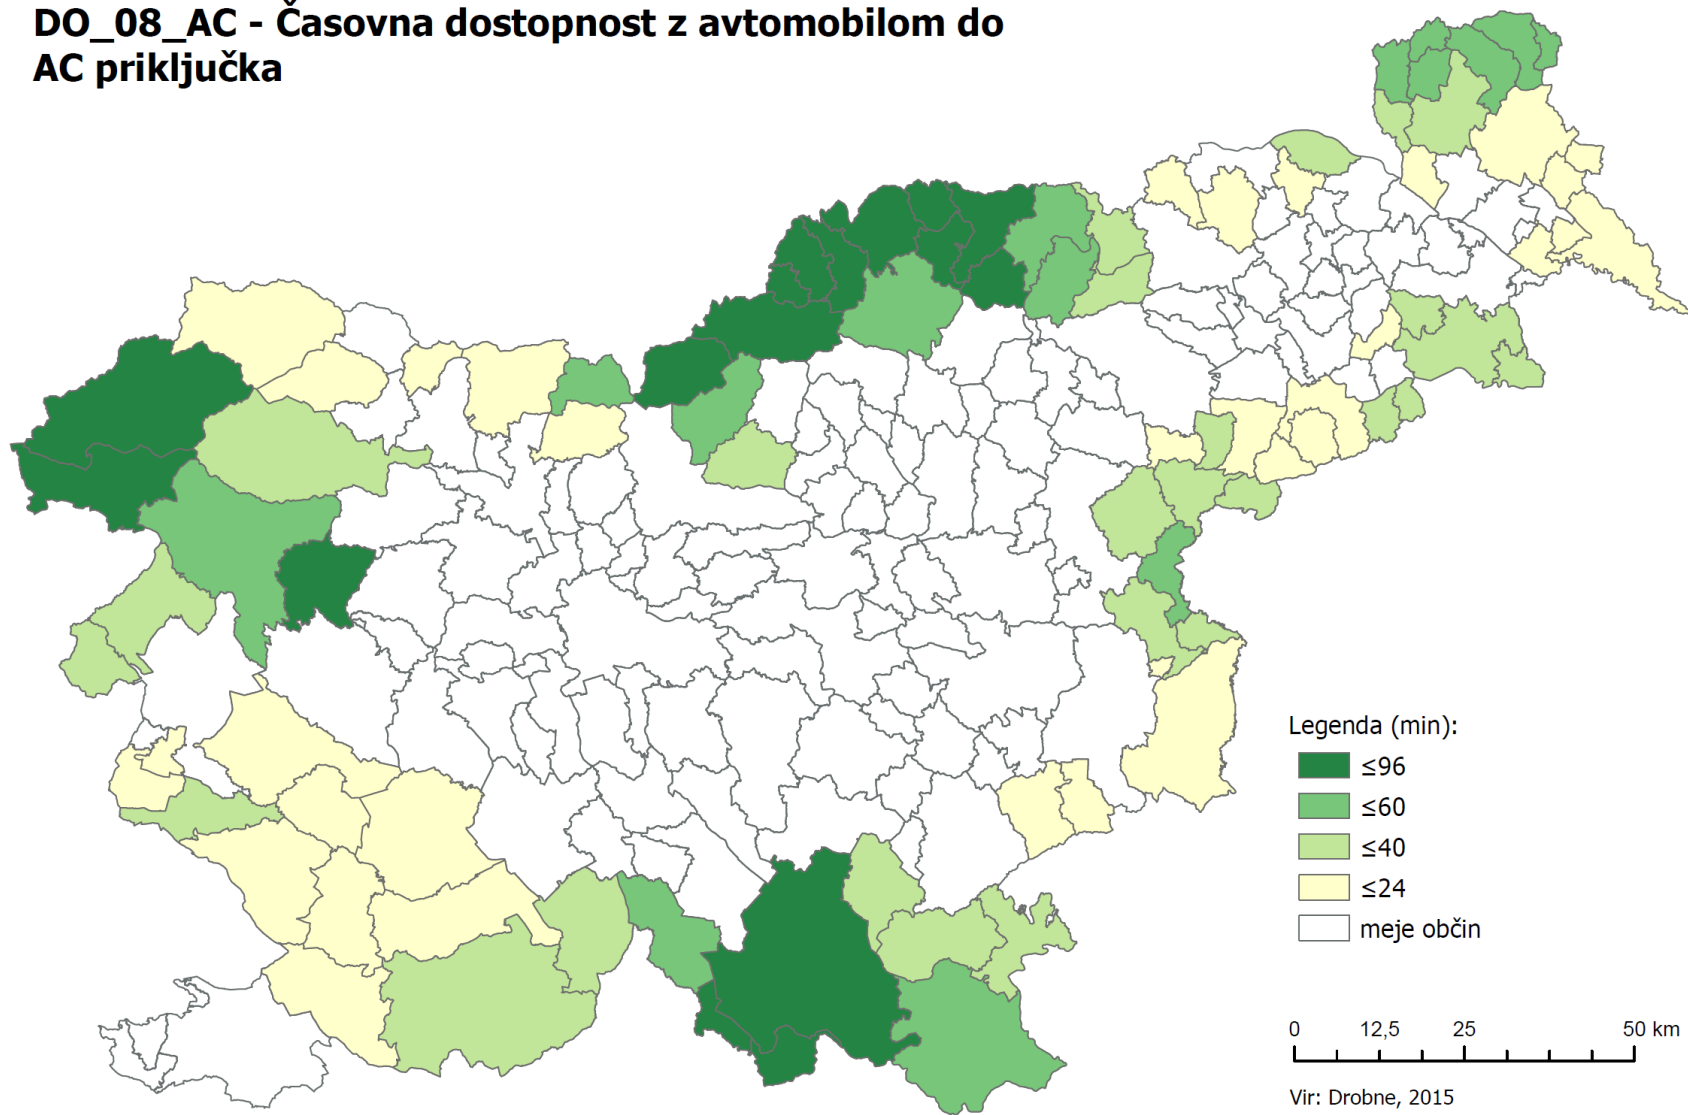 DO_08_AC - Časovna dostopnost z avtomobilom do
AC priključka
Legenda (min):
≤96
≤60
≤40
≤24
meje občin
0 12,5 25 50 km
Vir: Drobne, 2015